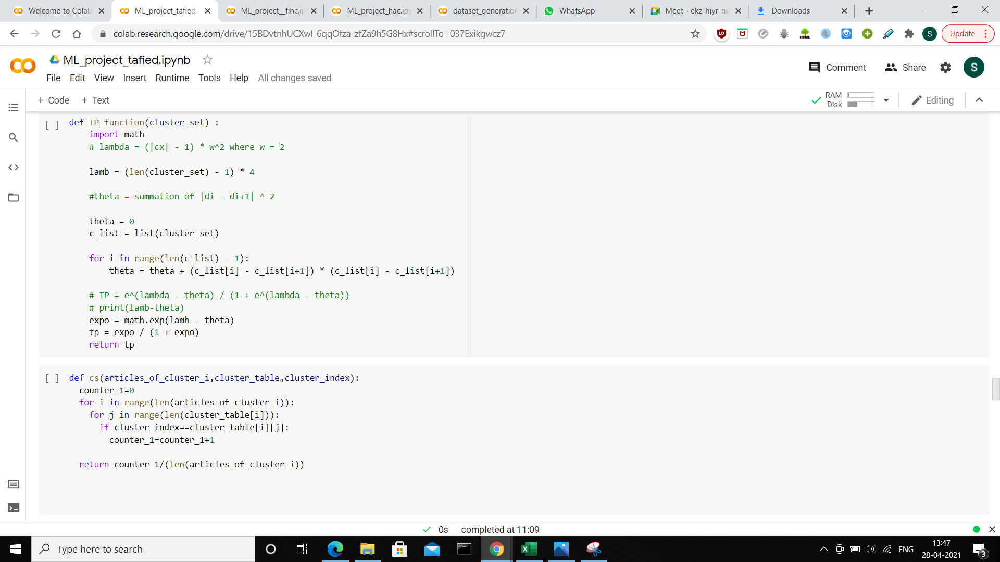 Welcome to Colab
ML_project_tafied.i
ML_project__fihc.ip
ML_project_hac.ipy
dataset_generation
WhatsApp
Meet - ekz-hjyr-ns
Downloads
colab.research.google.com/drive/15BDvtnhUCXwI-6qqOfza-zfZa9h5G8Hx#scrollTo=037Exikgwcz7
HTML
S
Update
CO
ML_project_tafied.ipynb
Comment
Share
S
File Edit View Insert Runtime Tools Help All changes saved
+ Code + Text
RAM
Disk
Editing
[ ] def TP_function(cluster_set) :
import math
# lambda = (|cx| - 1) * w^2 where w = 2
lamb = (len(cluster_set) - 1) * 4
#theta = summation of |di - di+1| ^ 2
theta = 0
c_list = list(cluster_set)
for i in range(len(c_list) - 1):
theta = theta + (c_list[i] - c_list[i+1]) * (c_list[i] - c_list[i+1])
# TP = e^(lambda - theta) / (1 + e^(lambda - theta))
# print(lamb-theta)
expo = math.exp(lamb - theta)
tp = expo / (1 + expo)
return tp
[ ] def cs(articles_of_cluster_i,cluster_table,cluster_index):
counter_1=0
for i in range(len(articles_of_cluster_i)):
for j in range(len(cluster_table[i])):
if cluster_index==cluster_table[i][j]:
counter_1=counter_1+1
return counter_1/(len(articles_of_cluster_i))
0s completed at 11:09
Type here to search
ENG
13:47
28-04-2021
3